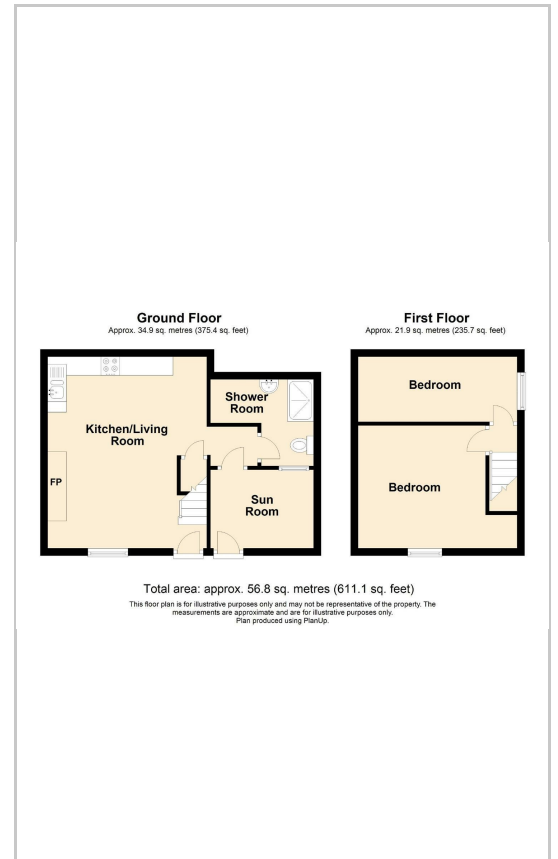 Ground Floor
Approx. 34.9 sq. metres (375.4 sq. feet)
Shower
Room
Kitchen/Living
Room
FP
Sun
Room
First Floor
Approx. 21.9 sq. metres (235.7 sq. feet)
Bedroom
Bedroom
Total area: approx. 56.8 sq. metres (611.1 sq. feet)
This floor plan is for illustrative purposes only and may not be representative of the property. The
measurements are approximate and are for illustrative purposes only.
Plan produced using PlanUp.